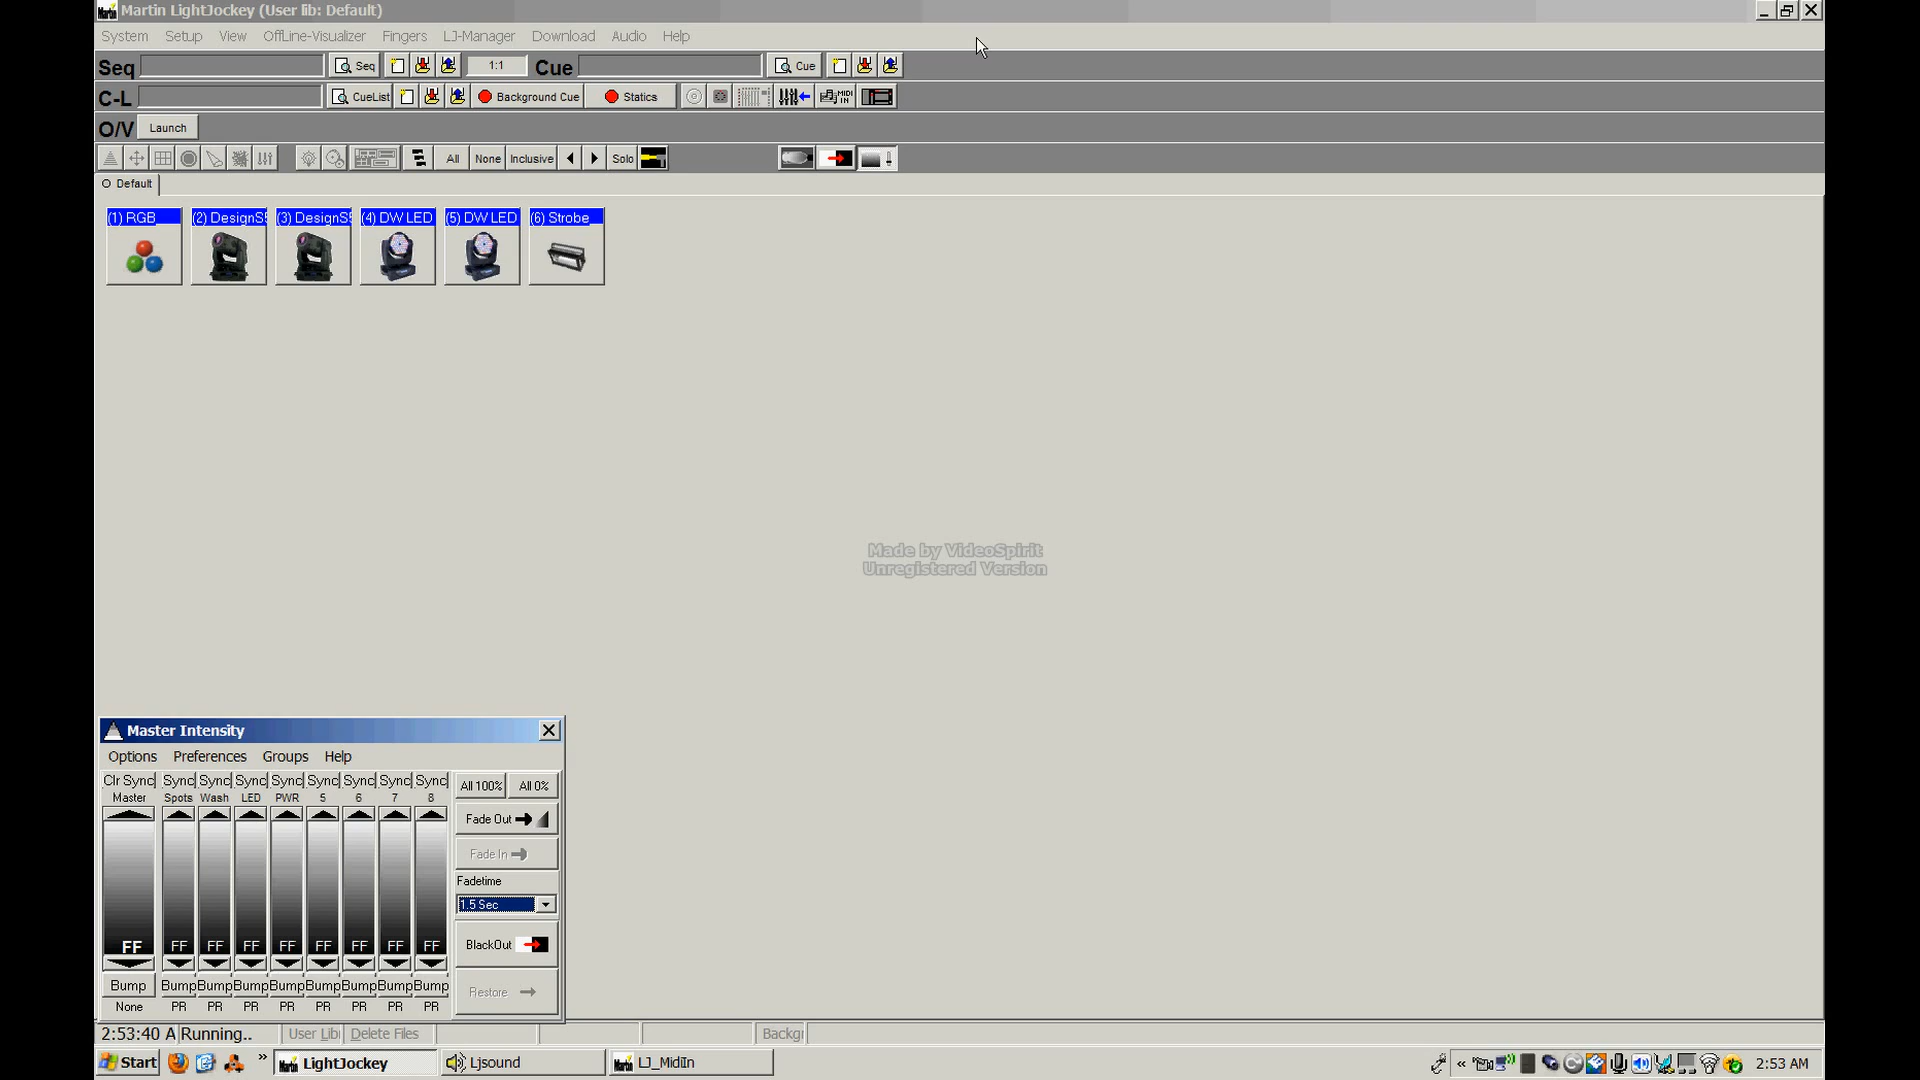 Martin LightJockey (User lib: Default)
System Setup View OffLine-Visualizer Fingers LJ-Manager Download Audio Help
Seq Seq 1:1 Cue Cue
C-L CueList Background Cue Statics MIDI IN
O/V Launch
All None Inclusive Solo
Default
(1) RGB (2) DesignS (3) DesignS (4) DW LED (5) DW LED (6) Strobe
Made by VideoSpirit
Unregistered Version
Master Intensity
Options Preferences Groups Help
Clr Sync Sync Sync Sync Sync Sync Sync Sync Sync
Master Spots Wash LED PWR 5 6 7 8
All 100% All 0%
Fade Out
Fade In
Fadetime
1.5 Sec
FF FF FF FF FF FF FF FF FF
BlackOut
Bump Bump Bump Bump Bump Bump Bump Bump Bump
Restore
None PR PR PR PR PR PR PR PR
2:53:40 A Running.. User Lib Delete Files Backgr
Start LightJockey Ljsound LJ_MidiIn 2:53 AM